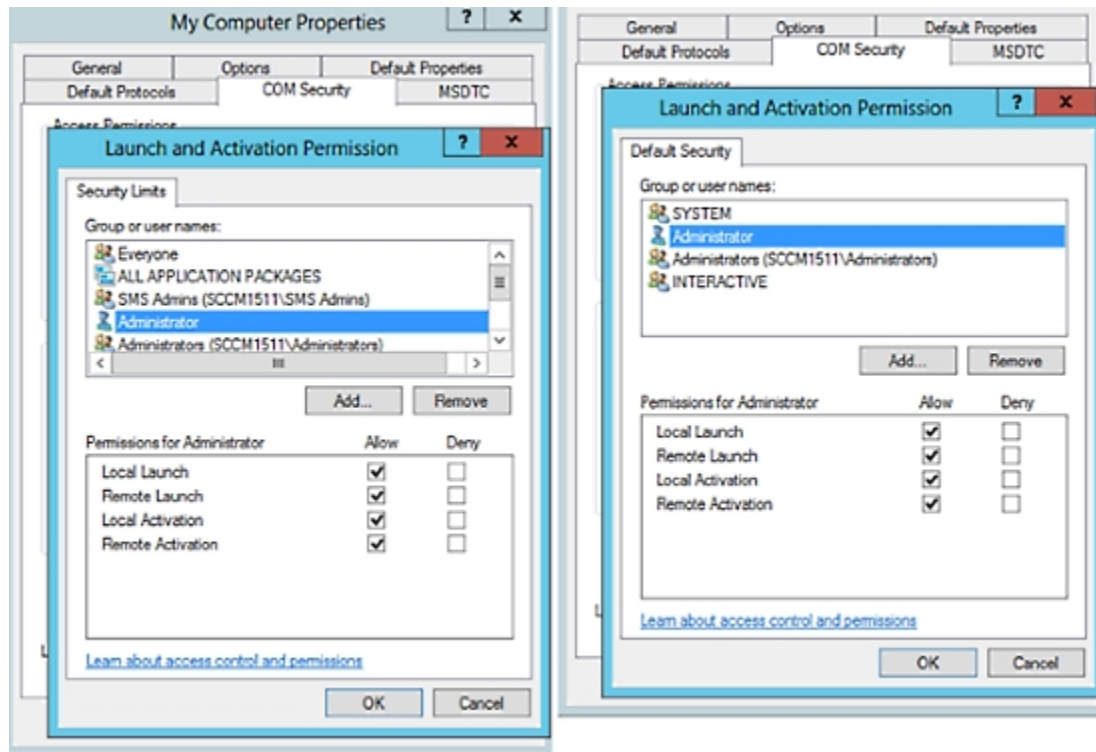 My Computer Properties ? x
General Options Default Properties
Default Protocols COM Security MSDTC
Access Permissions
Launch and Activation Permission ? x
Security Limits
Group or user names:
Everyone
ALL APPLICATION PACKAGES
SMS Admins (SCCM1511\SMS Admins)
Administrator
Administrators (SCCM1511\Administrators)
Add... Remove
Permissions for Administrator Allow Deny
Local Launch
Remote Launch
Local Activation
Remote Activation
Learn about access control and permissions
OK Cancel
General Options Default Properties
Default Protocols COM Security MSDTC
Access Permissions
Launch and Activation Permission ? x
Default Security
Group or user names:
SYSTEM
Administrator
Administrators (SCCM1511\Administrators)
INTERACTIVE
Add... Remove
Permissions for Administrator Allow Deny
Local Launch
Remote Launch
Local Activation
Remote Activation
Learn about access control and permissions
OK Cancel